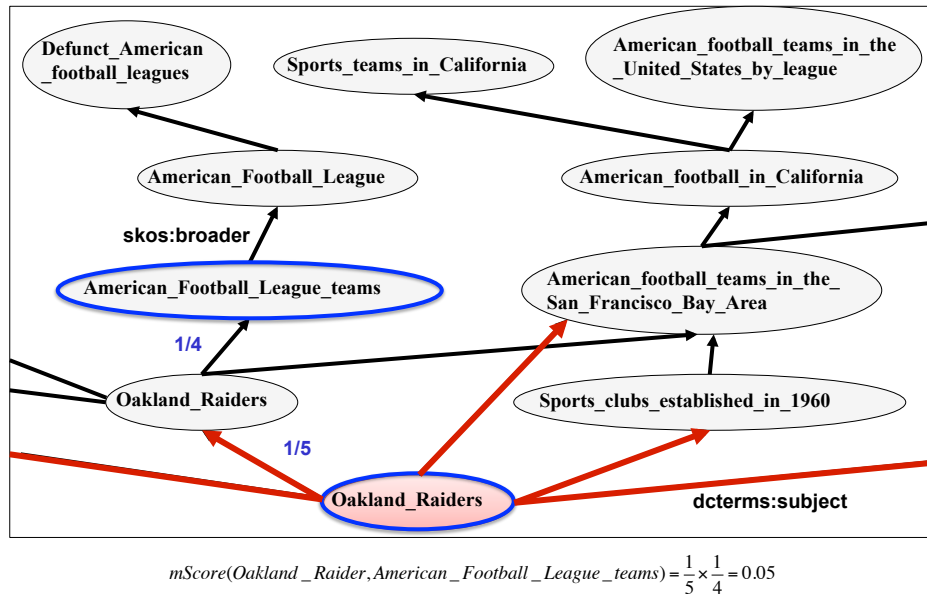 Defunct_American
_football_leagues
Sports_teams_in_California
American_football_teams_in_the
_United_States_by_league
American_Football_League
American_football_in_California
skos:broader
American_Football_League_teams
American_football_teams_in_the_
San_Francisco_Bay_Area
1/4
Oakland_Raiders
Sports_clubs_established_in_1960
1/5
Oakland_Raiders
dcterms:subject
mScore(Oakland_Raider, American_Football_League_teams) = 1/5 × 1/4 = 0.05